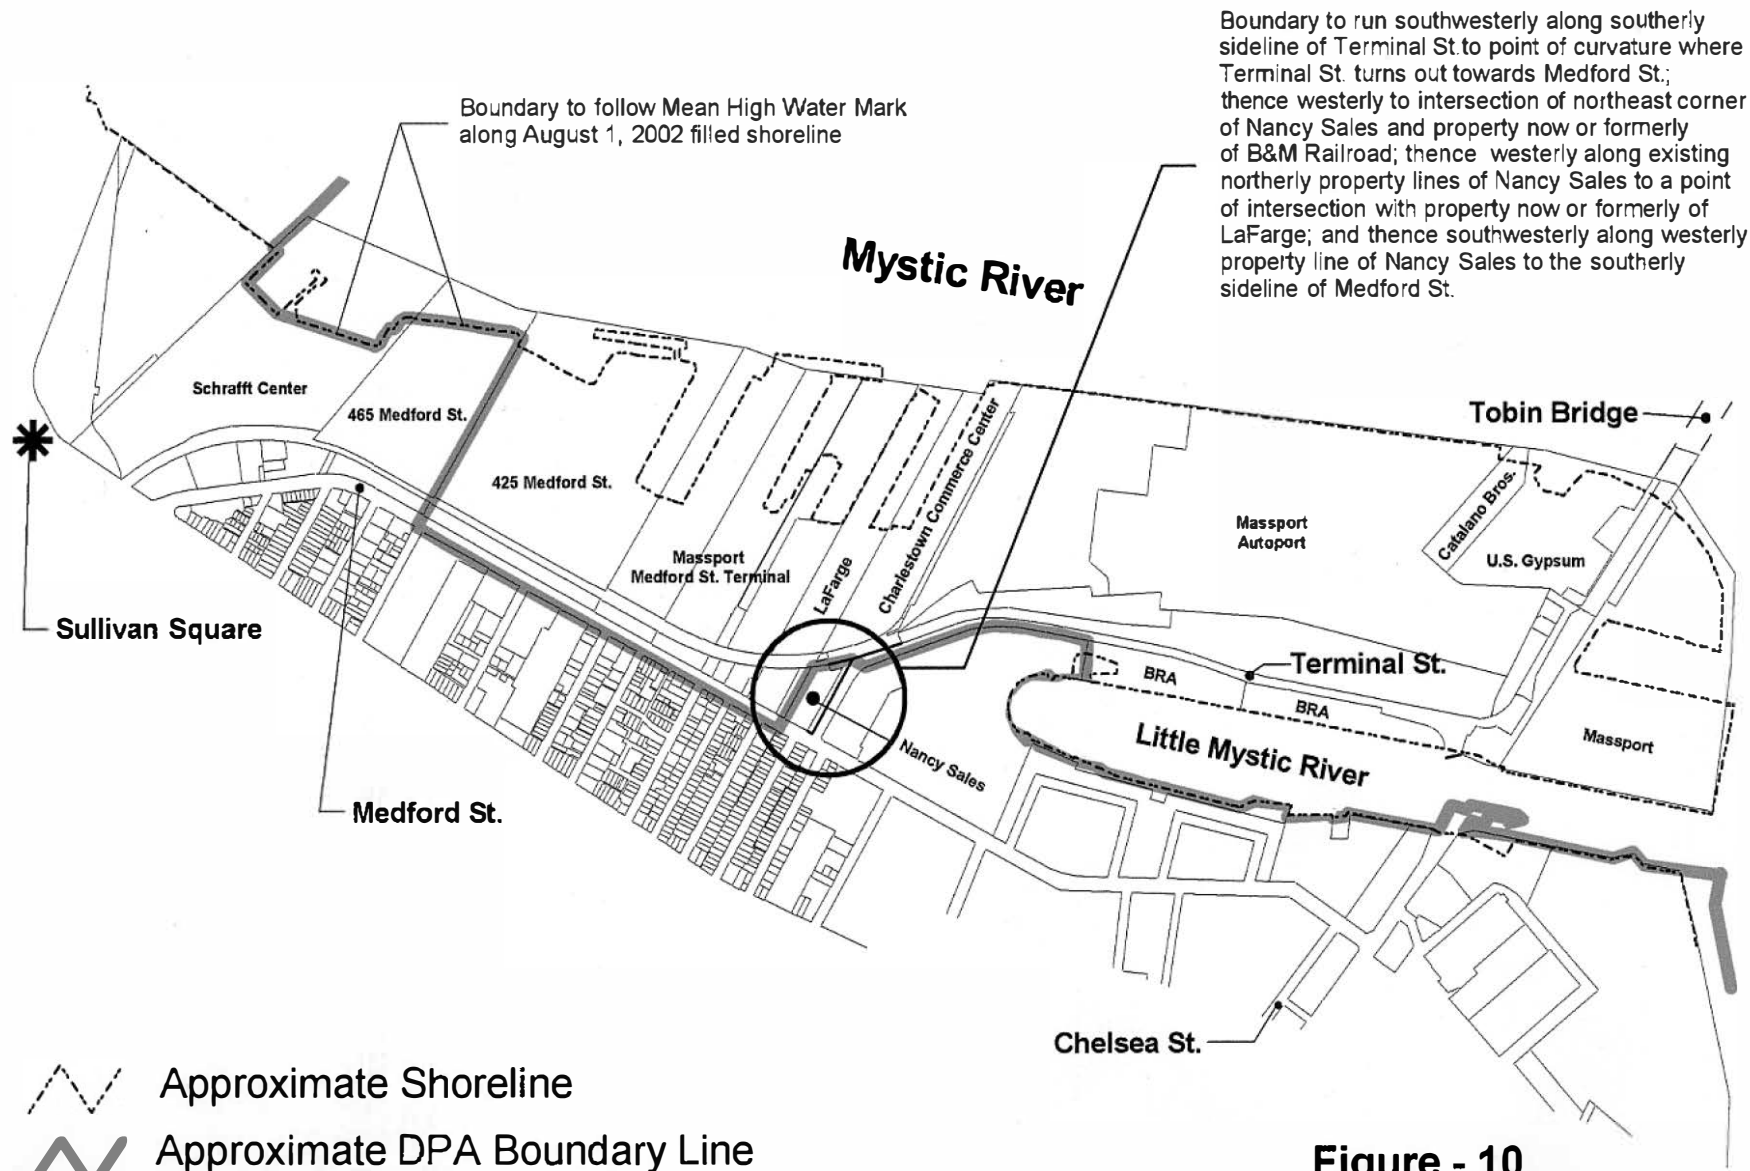 Boundary to run southwesterly along southerly
sideline of Terminal St.to point of curvature where
Terminal St. turns out towards Medford St.;
thence westerly to intersection of northeast corner
of Nancy Sales and property now or formerly
of B&M Railroad; thence westerly along existing
northerly property lines of Nancy Sales to a point
of intersection with property now or formerly of
LaFarge; and thence southwesterly along westerly
property line of Nancy Sales to the southerly
sideline of Medford St.
Boundary to follow Mean High Water Mark
along August 1, 2002 filled shoreline
Mystic River
Schrafft Center
465 Medford St.
425 Medford St.
Massport
Medford St. Terminal
LaFarge
Charlestown Commerce Center
Massport
Autoport
Tobin Bridge
Catalano Bros.
U.S. Gypsum
Sullivan Square
Terminal St.
BRA
BRA
Massport
Little Mystic River
Nancy Sales
Medford St.
Chelsea St.
Approximate Shoreline
Approximate DPA Boundary Line
Figure - 10